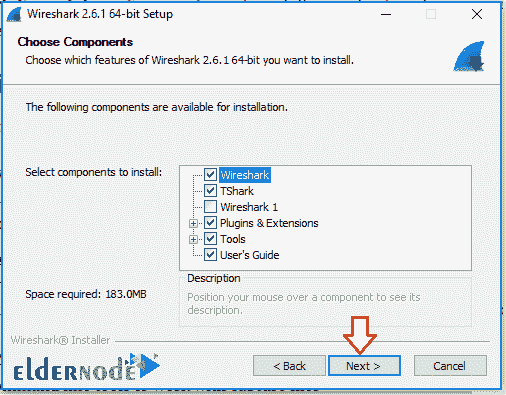 Wireshark 2.6.1 64-bit Setup
Choose Components
Choose which features of Wireshark 2.6.1 64-bit you want to install.
The following components are available for installation.
Select components to install:
Wireshark
TShark
Wireshark 1
Plugins & Extensions
Tools
User's Guide
Space required: 183.0MB
Description
Position your mouse over a component to see its
description.
Wireshark® Installer
eldernode
< Back
Next >
Cancel